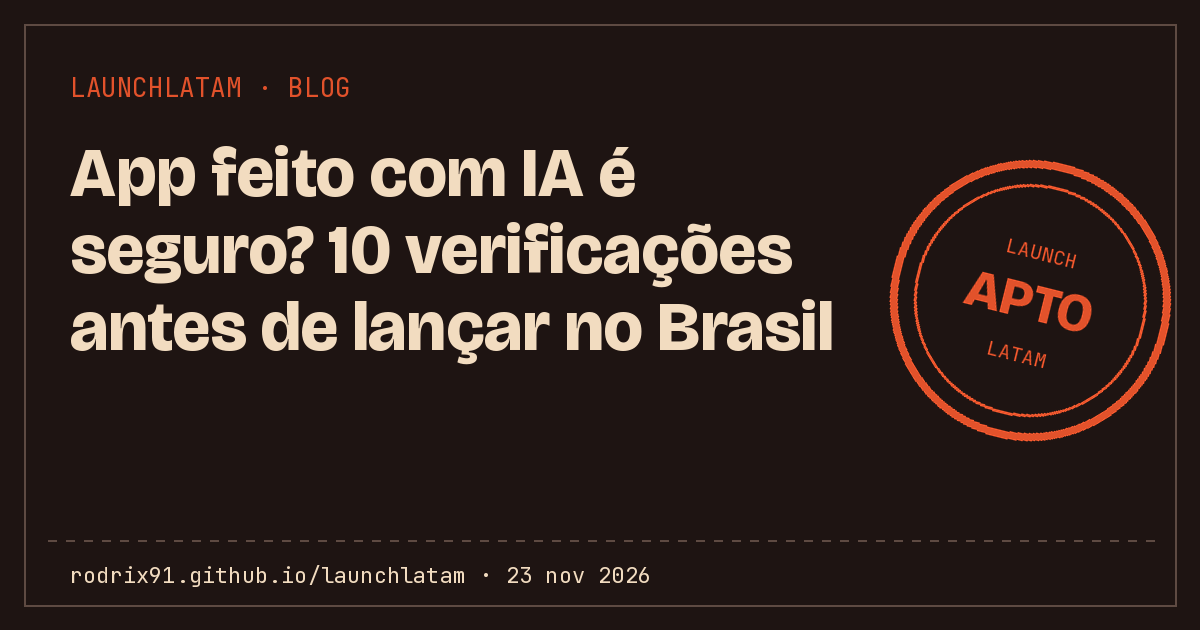 LAUNCHLATAM · BLOG
App feito com IA é
seguro? 10 verificações
antes de lançar no Brasil
LAUNCH
APTO
LATAM
rodrix91.github.io/launchlatam · 23 nov 2026